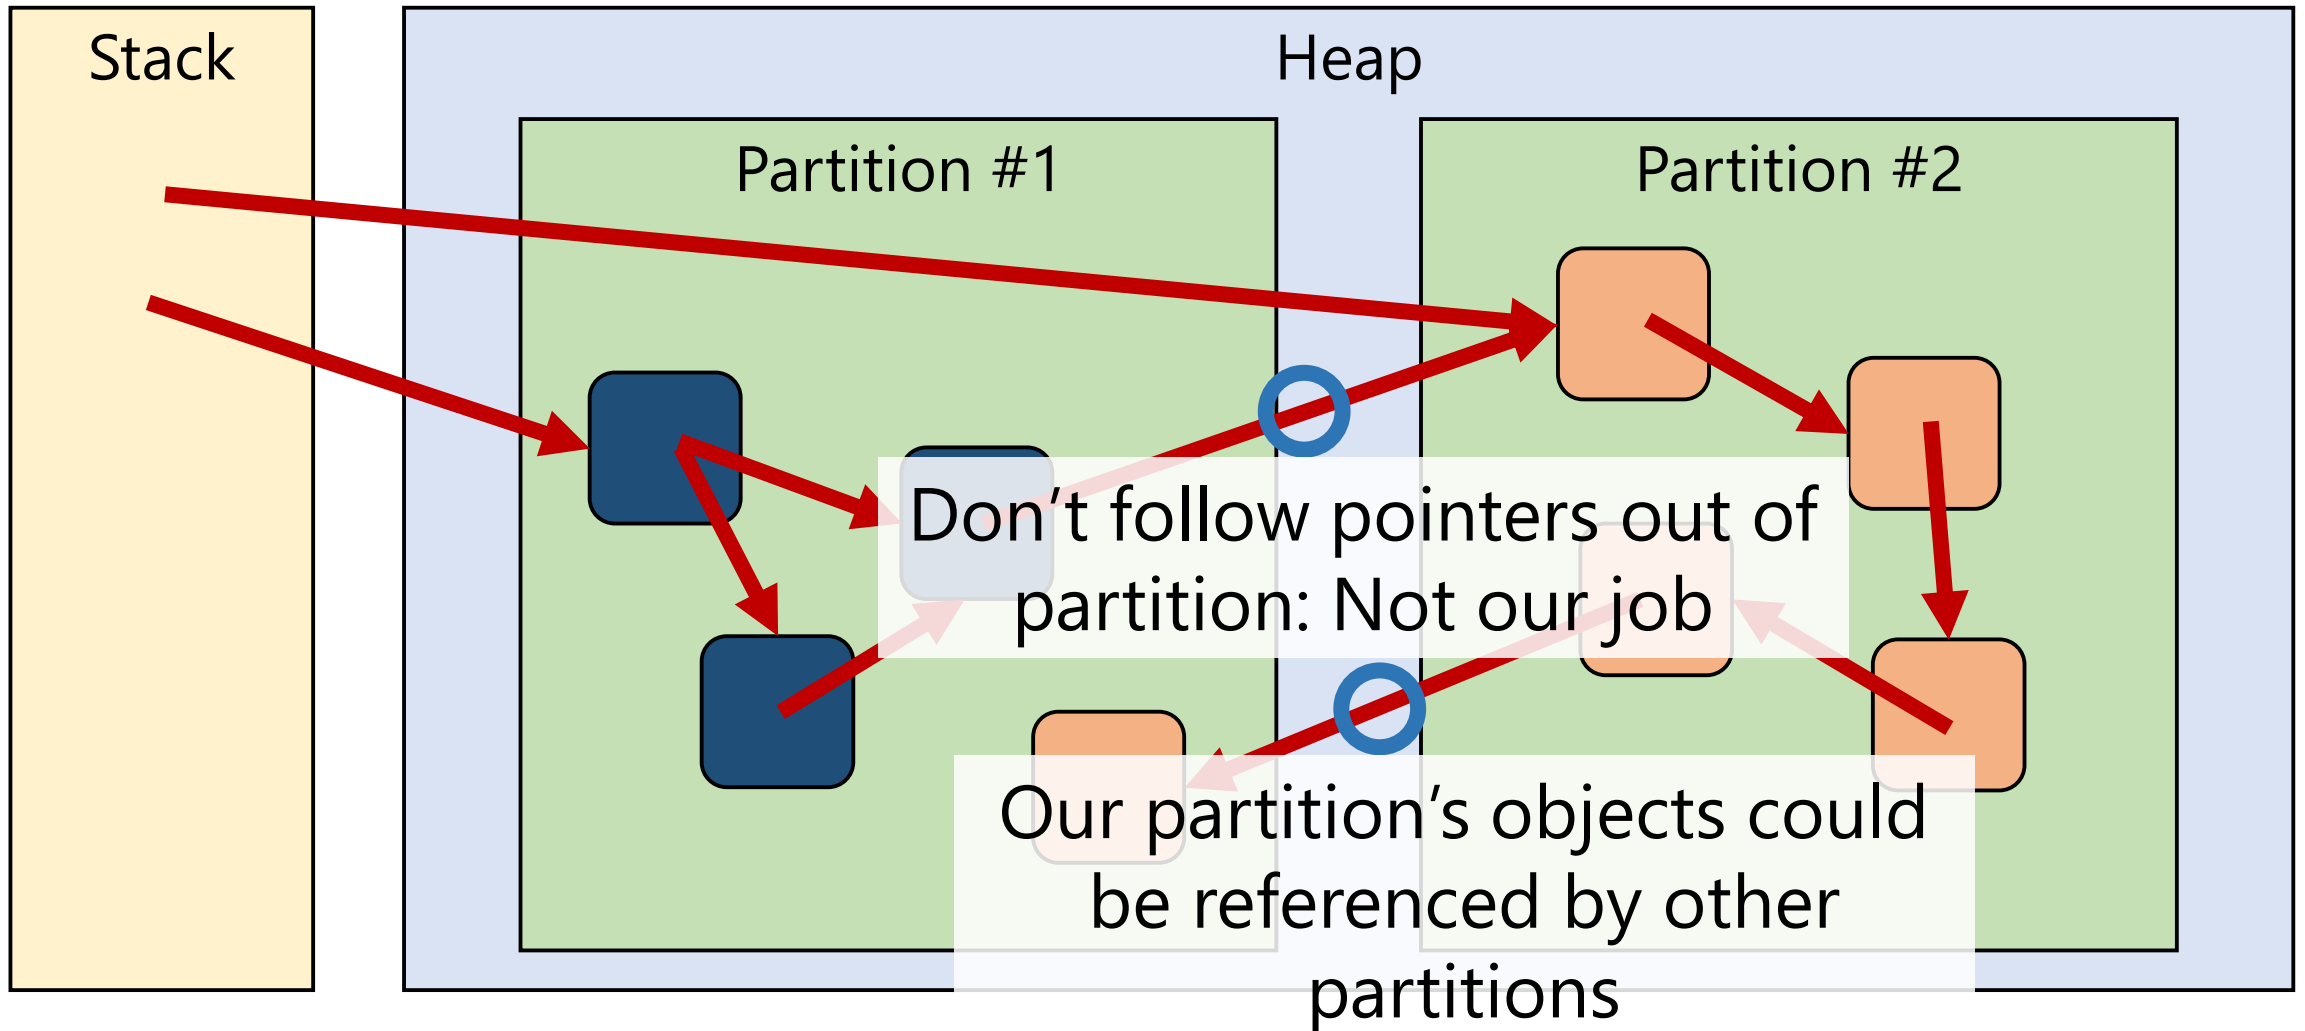 Stack
Heap
Partition #1
Partition #2
Don’t follow pointers out of
partition: Not our job
Our partition’s objects could
be referenced by other
partitions